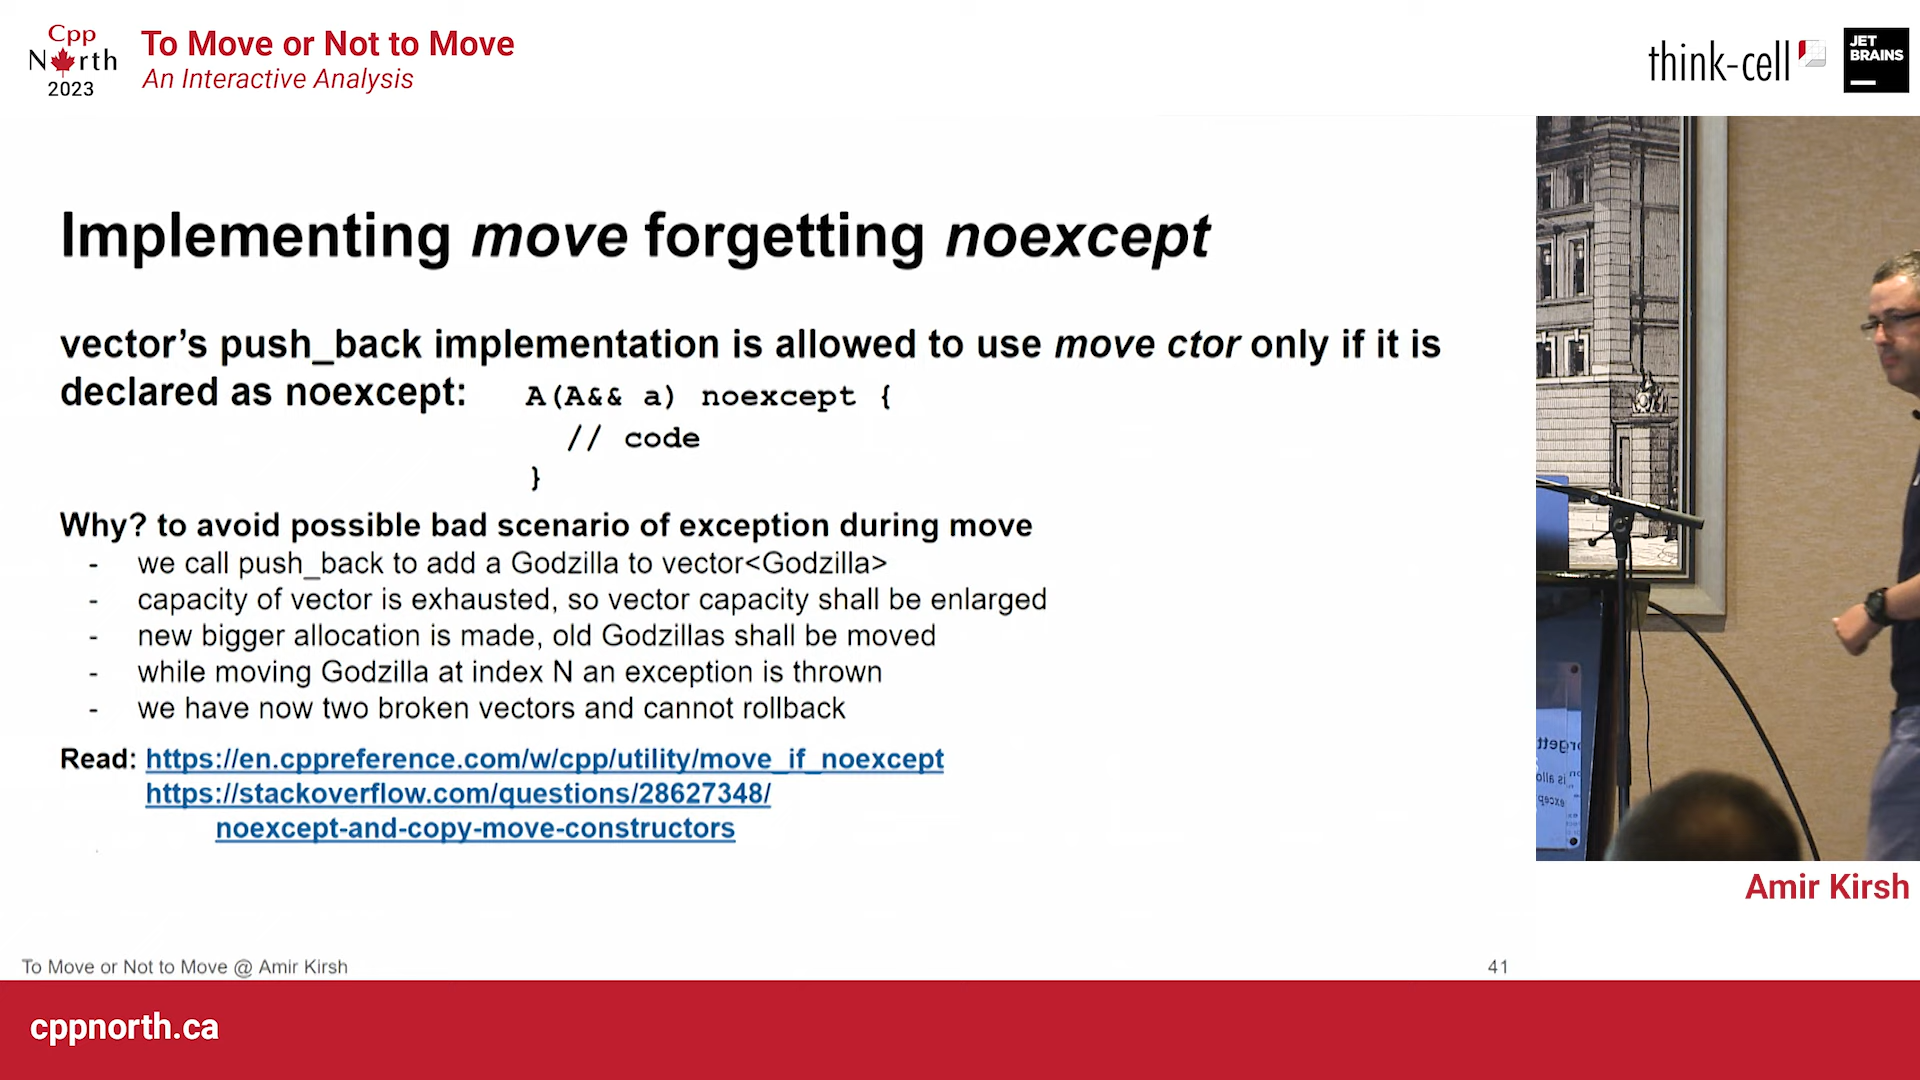 Cpp
North
2023
To Move or Not to Move
An Interactive Analysis
think-cell
JET
BRAINS
Implementing move forgetting noexcept
vector's push_back implementation is allowed to use move ctor only if it is
declared as noexcept: A(A&& a) noexcept {
// code
}
Why? to avoid possible bad scenario of exception during move
- we call push_back to add a Godzilla to vector<Godzilla>
- capacity of vector is exhausted, so vector capacity shall be enlarged
- new bigger allocation is made, old Godzillas shall be moved
- while moving Godzilla at index N an exception is thrown
- we have now two broken vectors and cannot rollback
Read: https://en.cppreference.com/w/cpp/utility/move_if_noexcept
https://stackoverflow.com/questions/28627348/
noexcept-and-copy-move-constructors
Amir Kirsh
To Move or Not to Move @ Amir Kirsh
41
cppnorth.ca